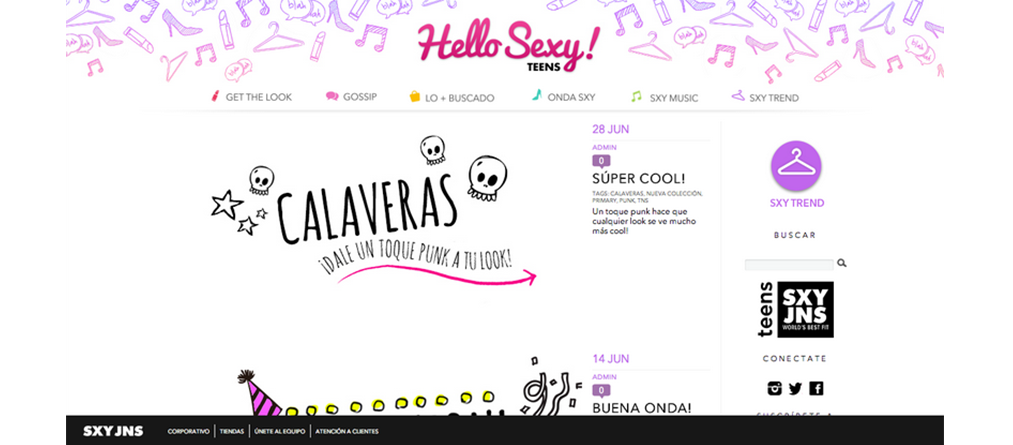 Hello Sexy!
TEENS
GET THE LOOK
GOSSIP
LO + BUSCADO
ONDA SXY
SXY MUSIC
SXY TREND
CALAVERAS
¡DALE UN TOQUE PUNK A TU LOOK!
28 JUN
ADMIN
0
SÚPER COOL!
TAGS: CALAVERAS, NUEVA COLECCIÓN,
PRIMARY, PUNK, TNS
Un toque punk hace que
cualquier look se ve mucho
más cool!
14 JUN
ADMIN
0
BUENA ONDA!
SXY TREND
BUSCAR
teens
SXY
JNS
WORLD'S BEST FIT
CONECTATE
SXY JNS
CORPORATIVO
TIENDAS
ÚNETE AL EQUIPO
ATENCIÓN A CLIENTES